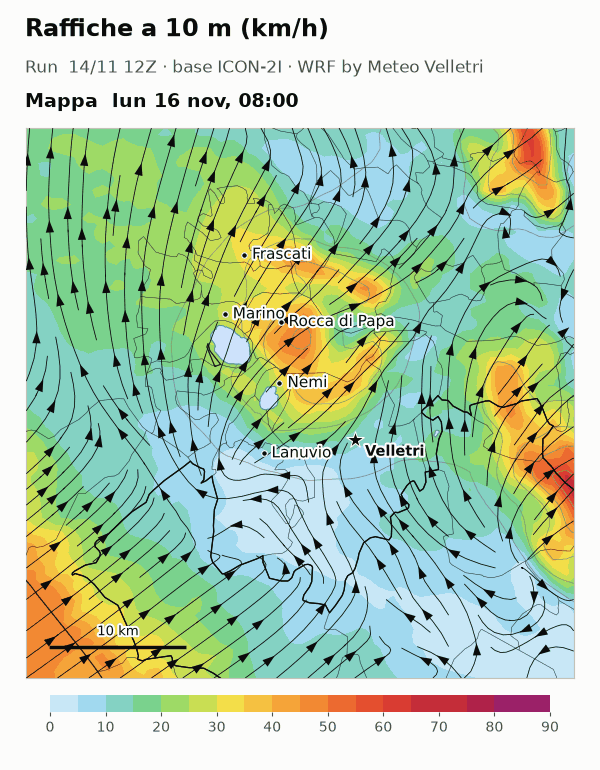 Raffiche a 10 m (km/h)
Run 14/11 12Z · base ICON-2I · WRF by Meteo Velletri
Mappa lun 16 nov, 08:00
Frascati
Marino
Rocca di Papa
Nemi
Velletri
Lanuvio
10 km
0 10 20 30 40 50 60 70 80 90